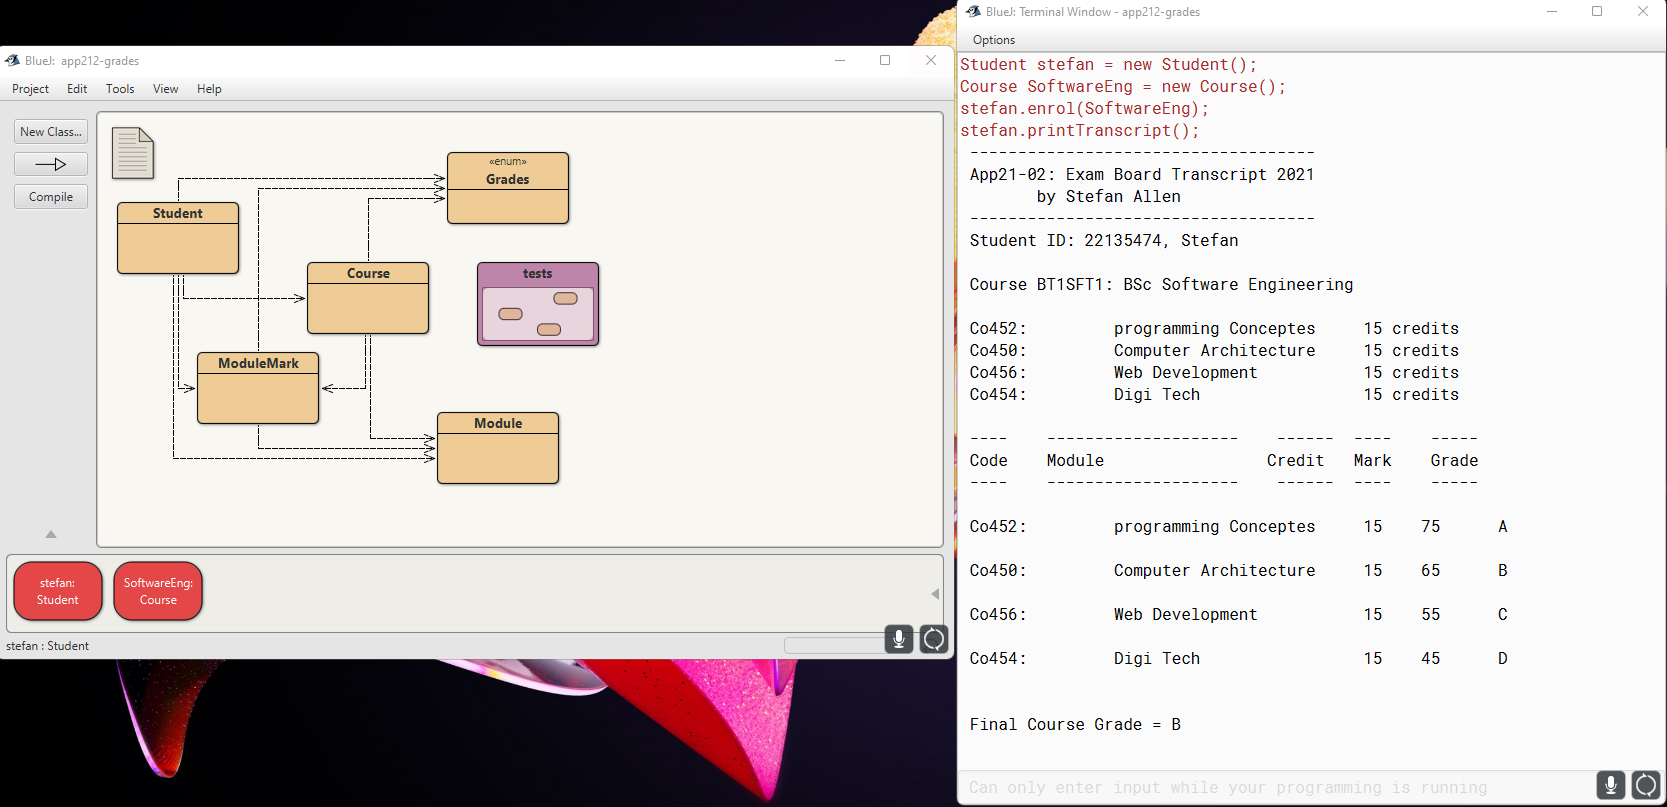 BlueJ: app212-grades
Project Edit Tools View Help
New Class...
Compile
«enum»
Grades
Student
Course
tests
ModuleMark
Module
stefan:
Student
SoftwareEng:
Course
stefan : Student
BlueJ: Terminal Window - app212-grades
Options
Student stefan = new Student();
Course SoftwareEng = new Course();
stefan.enrol(SoftwareEng);
stefan.printTranscript();
------------------------------------
App21-02: Exam Board Transcript 2021
by Stefan Allen
------------------------------------
Student ID: 22135474, Stefan
Course BT1SFT1: BSc Software Engineering
Co452: programming Conceptes 15 credits
Co450: Computer Architecture 15 credits
Co456: Web Development 15 credits
Co454: Digi Tech 15 credits
---- -------------------- ------ ---- -----
Code Module Credit Mark Grade
---- -------------------- ------ ---- -----
Co452: programming Conceptes 15 75 A
Co450: Computer Architecture 15 65 B
Co456: Web Development 15 55 C
Co454: Digi Tech 15 45 D
Final Course Grade = B
Can only enter input while your programming is running